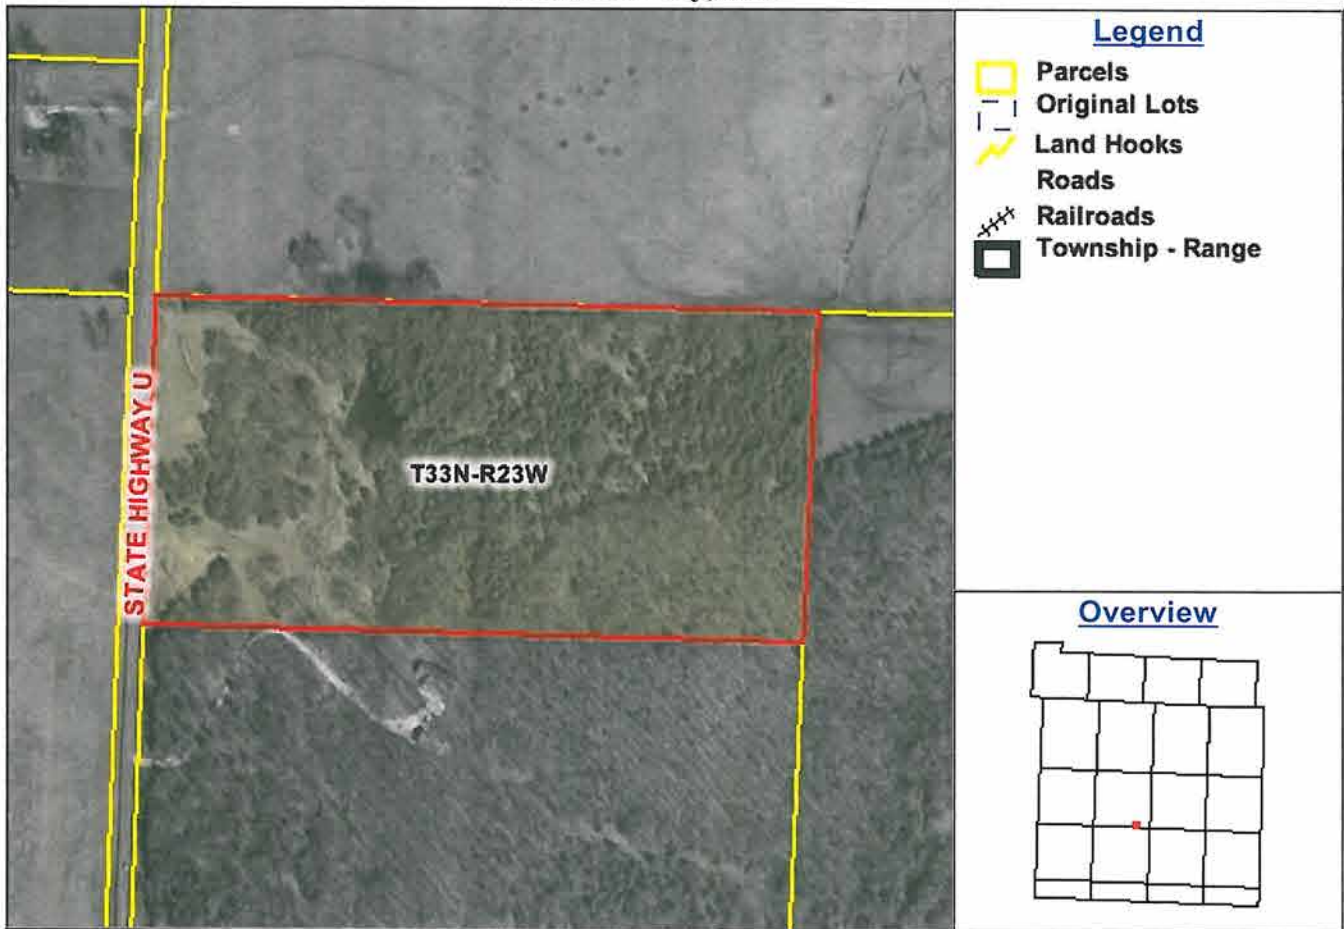 Legend
Parcels
Original Lots
Land Hooks
Roads
Railroads
Township - Range
STATE HIGHWAY U
T33N-R23W
Overview